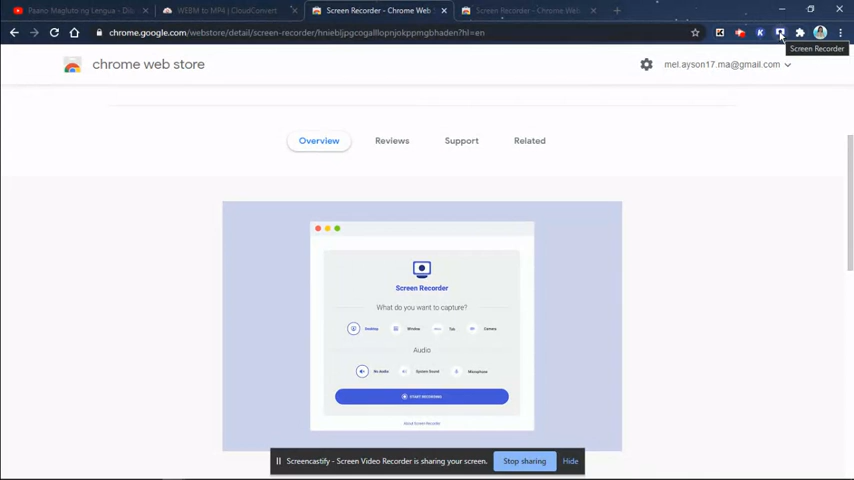 Paano Magluto ng Lengua - Dila
WEBM to MP4 | CloudConvert
Screen Recorder - Chrome Web
Screen Recorder - Chrome Web
chrome.google.com/webstore/detail/screen-recorder/hniebljpgcogalllopnjokppmgbhaden?hl=en
Screen Recorder
chrome web store
mel.ayson17.ma@gmail.com
Overview
Reviews
Support
Related
Screen Recorder
What do you want to capture?
Desktop
Window
Tab
Camera
Audio
No Audio
System Sound
Microphone
START RECORDING
About Screen Recorder
Screencastify - Screen Video Recorder is sharing your screen.
Stop sharing
Hide